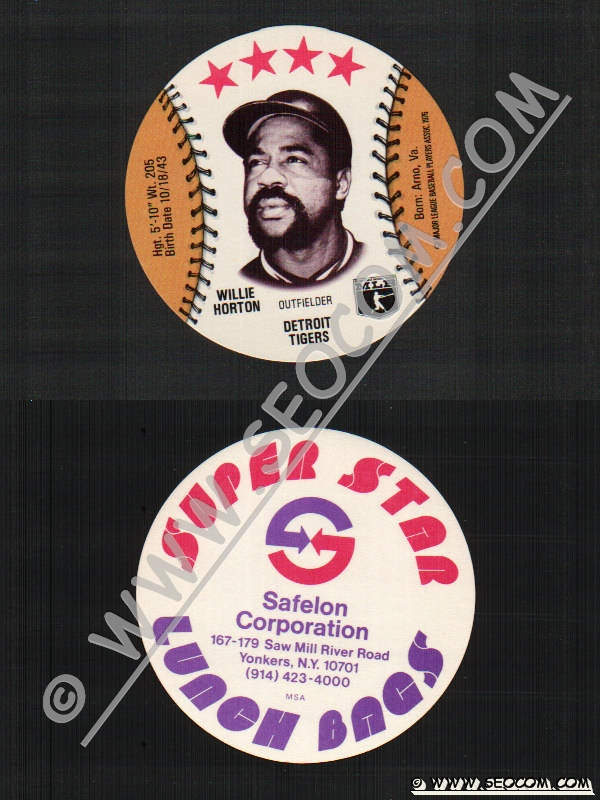 Hgt. 5'-10" Wt. 205
Birth Date 10/18/43
Born: Arno, Va.
MAJOR LEAGUE BASEBALL PLAYERS ASSOC. 1976
WILLIE
HORTON
OUTFIELDER
DETROIT
TIGERS
SUPER STAR
Safelon
Corporation
167-179 Saw Mill River Road
Yonkers, N.Y. 10701
(914) 423-4000
MSA
LUNCH BAGS
© WWW.SEOCOM.COM
© WWW.SEOCOM.COM